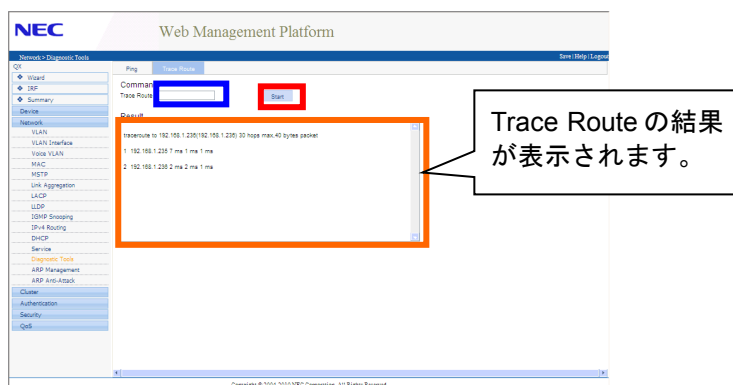 NEC
Web Management Platform
Network > Diagnostic Tools
Save | Help | Logout
QX
Wizard
IRF
Summary
Device
Network
VLAN
VLAN Interface
Voice VLAN
MAC
MSTP
Link Aggregation
LACP
LLDP
IGMP Snooping
IPv4 Routing
DHCP
Service
Diagnostic Tools
ARP Management
ARP Anti-Attack
Cluster
Authentication
Security
QoS
Ping
Trace Route
Comman
Trace Route
Start
Result
traceroute to 192.168.1.236(192.168.1.236) 30 hops max,40 bytes packet
1 192.168.1.235 7 ms 1 ms 1 ms
2 192.168.1.236 2 ms 2 ms 1 ms
Trace Route の結果
が表示されます。